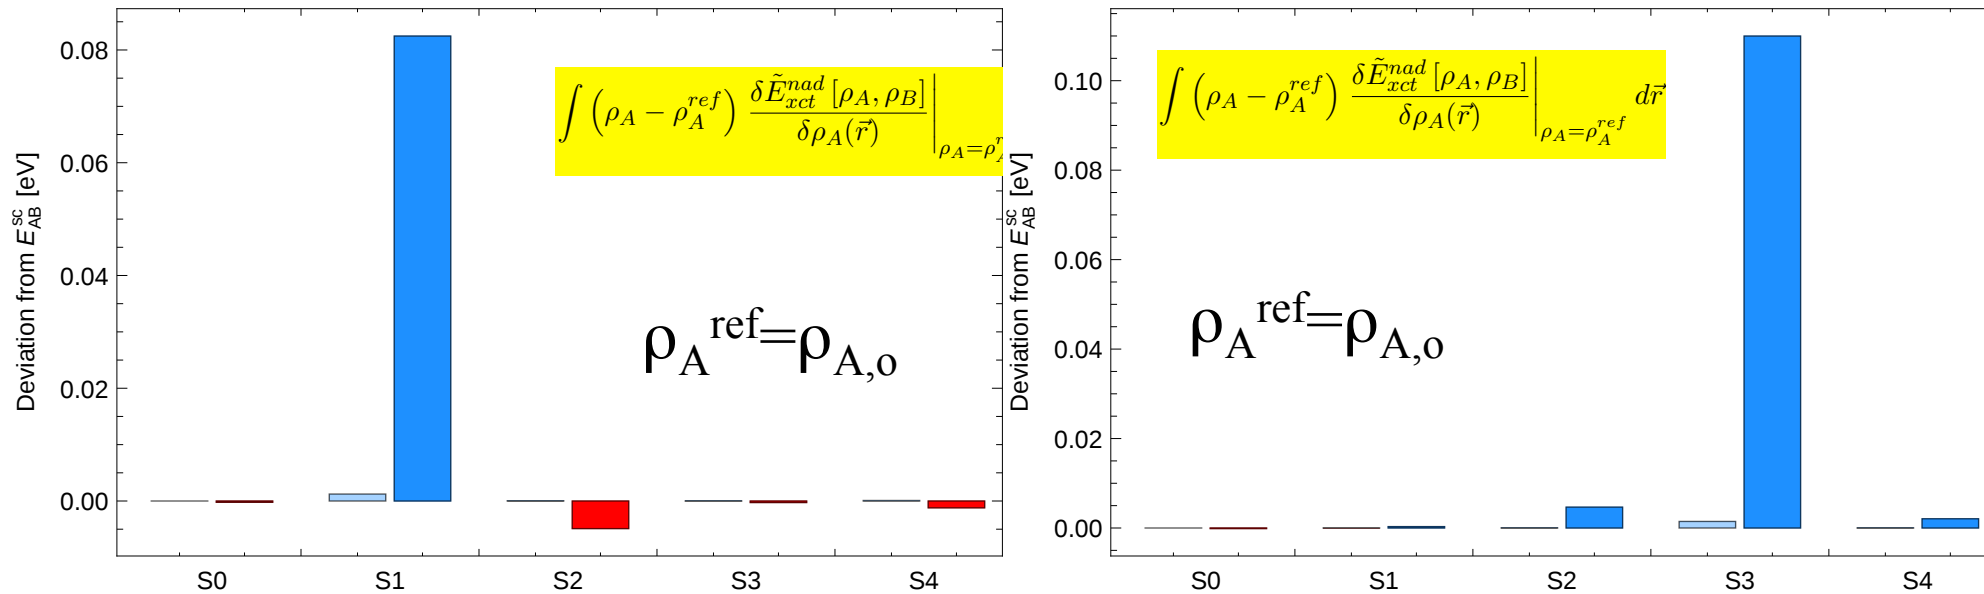 Deviation from E_AB^sc [eV]
0.08
0.06
0.04
0.02
0.00
S0 S1 S2 S3 S4
∫ (ρ_A − ρ_A^ref) δẼ_xct^nad [ρ_A, ρ_B] / δρ_A(r⃗) |_ρ_A=ρ_A^r
ρ_A^ref=ρ_A,o
Deviation from E_AB^sc [eV]
0.10
0.08
0.06
0.04
0.02
0.00
S0 S1 S2 S3 S4
∫ (ρ_A − ρ_A^ref) δẼ_xct^nad [ρ_A, ρ_B] / δρ_A(r⃗) |_ρ_A=ρ_A^ref dr⃗
ρ_A^ref=ρ_A,o